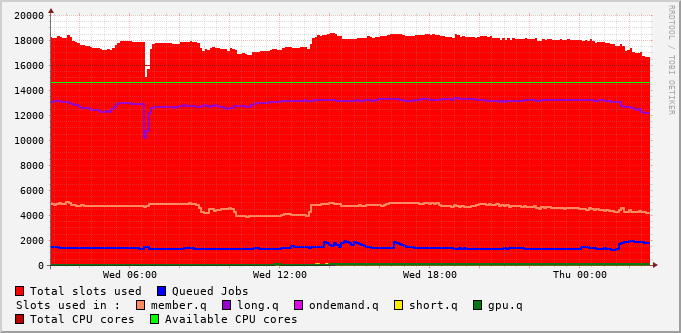 20000
18000
16000
14000
12000
10000
8000
6000
4000
2000
0
Wed 06:00 Wed 12:00 Wed 18:00 Thu 00:00
RRDTOOL / TOBI OETIKER
Total slots used Queued Jobs
Slots used in : member.q long.q ondemand.q short.q gpu.q
Total CPU cores Available CPU cores